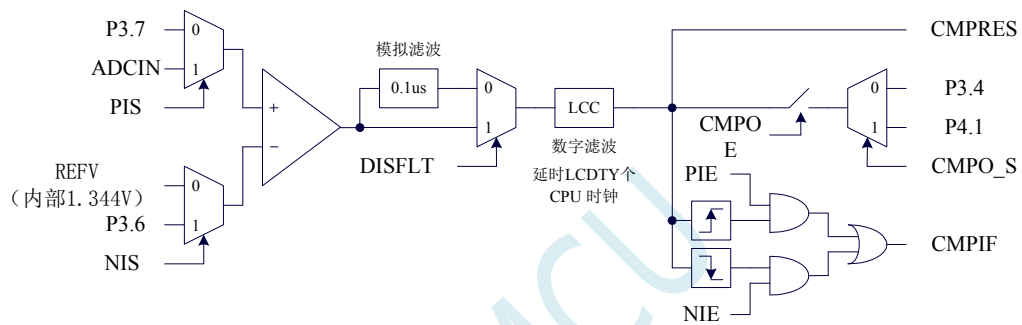 P3.7
0
ADCIN
1
PIS
REFV
（内部1.344V）
0
P3.6
1
NIS
+
−
模拟滤波
0.1us
0
1
DISFLT
LCC
数字滤波
延时LCDTY个
CPU 时钟
CMPRES
CMPO
E
0
P3.4
1
P4.1
CMPO_S
PIE
NIE
CMPIF
MCU